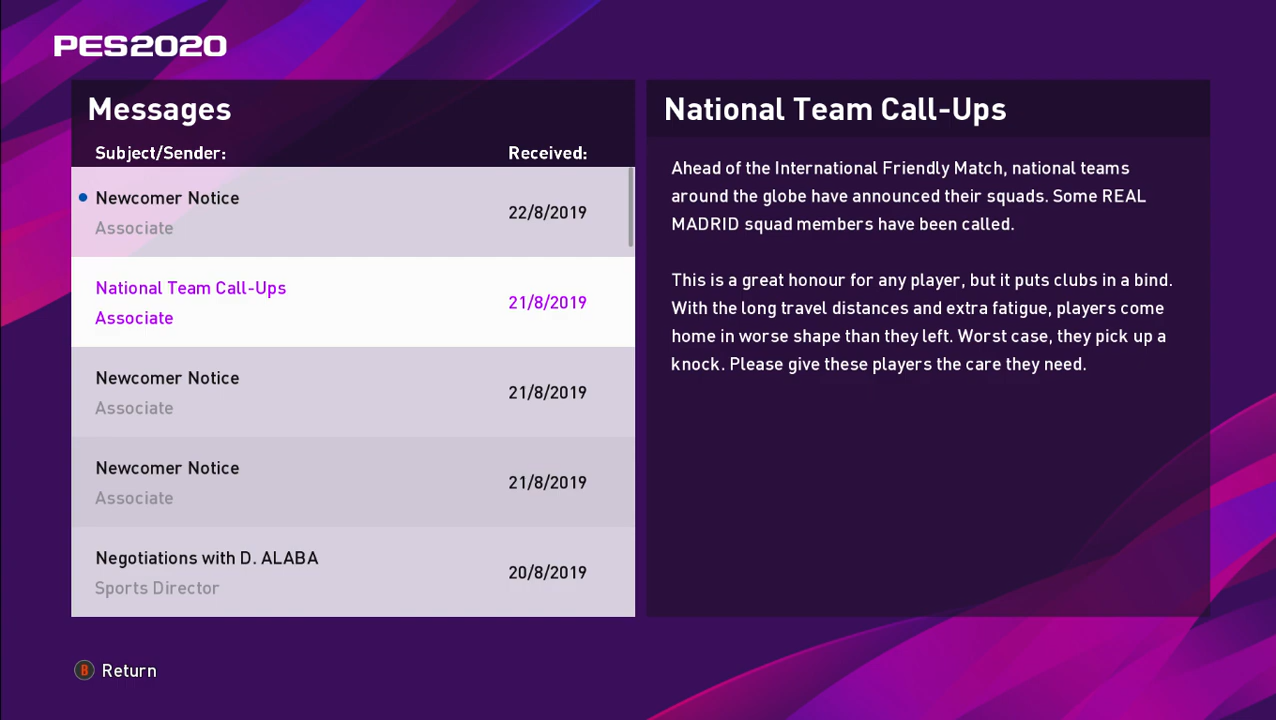 PES2020
Messages
Subject/Sender:
Received:
Newcomer Notice
Associate
22/8/2019
National Team Call-Ups
Associate
21/8/2019
Newcomer Notice
Associate
21/8/2019
Newcomer Notice
Associate
21/8/2019
Negotiations with D. ALABA
Sports Director
20/8/2019
National Team Call-Ups
Ahead of the International Friendly Match, national teams
around the globe have announced their squads. Some REAL
MADRID squad members have been called.
This is a great honour for any player, but it puts clubs in a bind.
With the long travel distances and extra fatigue, players come
home in worse shape than they left. Worst case, they pick up a
knock. Please give these players the care they need.
B Return